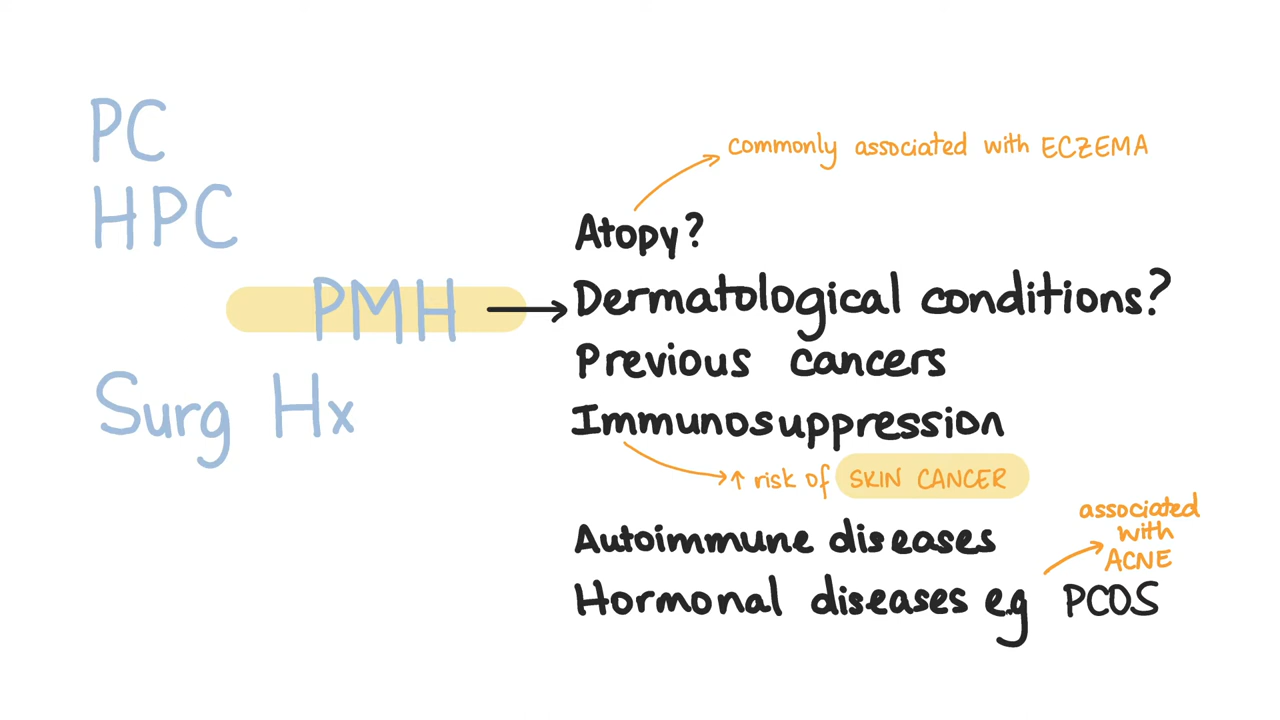 PC
HPC
PMH
Surg Hx
commonly associated with ECZEMA
Atopy?
Dermatological conditions?
Previous cancers
Immunosuppression
↑ risk of SKIN CANCER
Autoimmune diseases
associated
with
ACNE
Hormonal diseases e.g PCOS